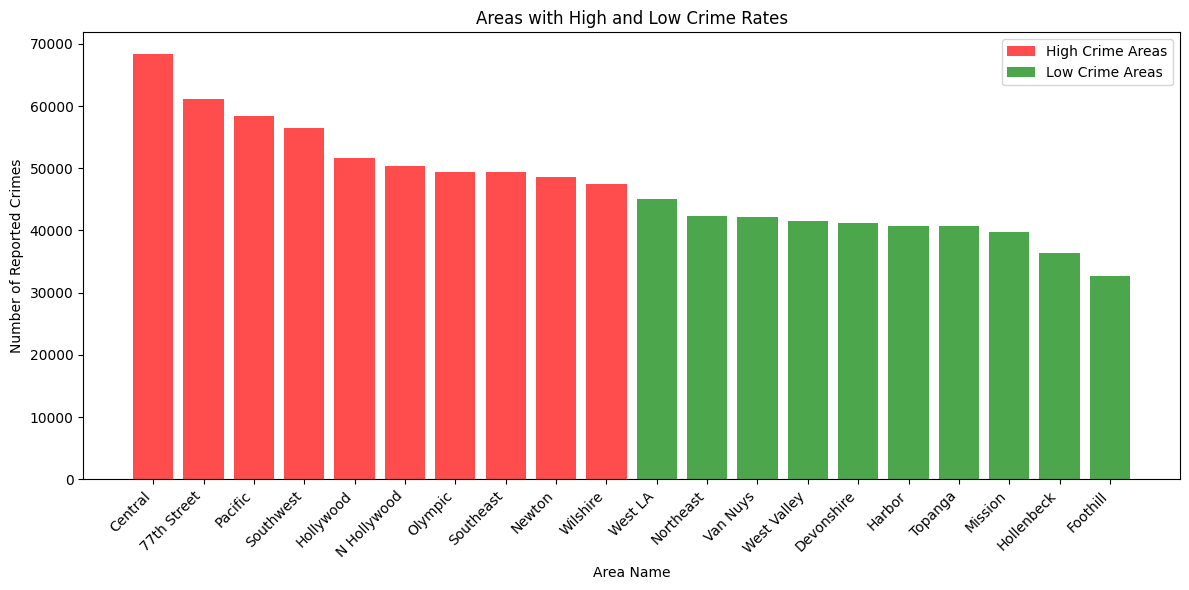 Areas with High and Low Crime Rates
High Crime Areas
Low Crime Areas
Number of Reported Crimes
70000
60000
50000
40000
30000
20000
10000
0
Central
77th Street
Pacific
Southwest
Hollywood
N Hollywood
Olympic
Southeast
Newton
Wilshire
West LA
Northeast
Van Nuys
West Valley
Devonshire
Harbor
Topanga
Mission
Hollenbeck
Foothill
Area Name